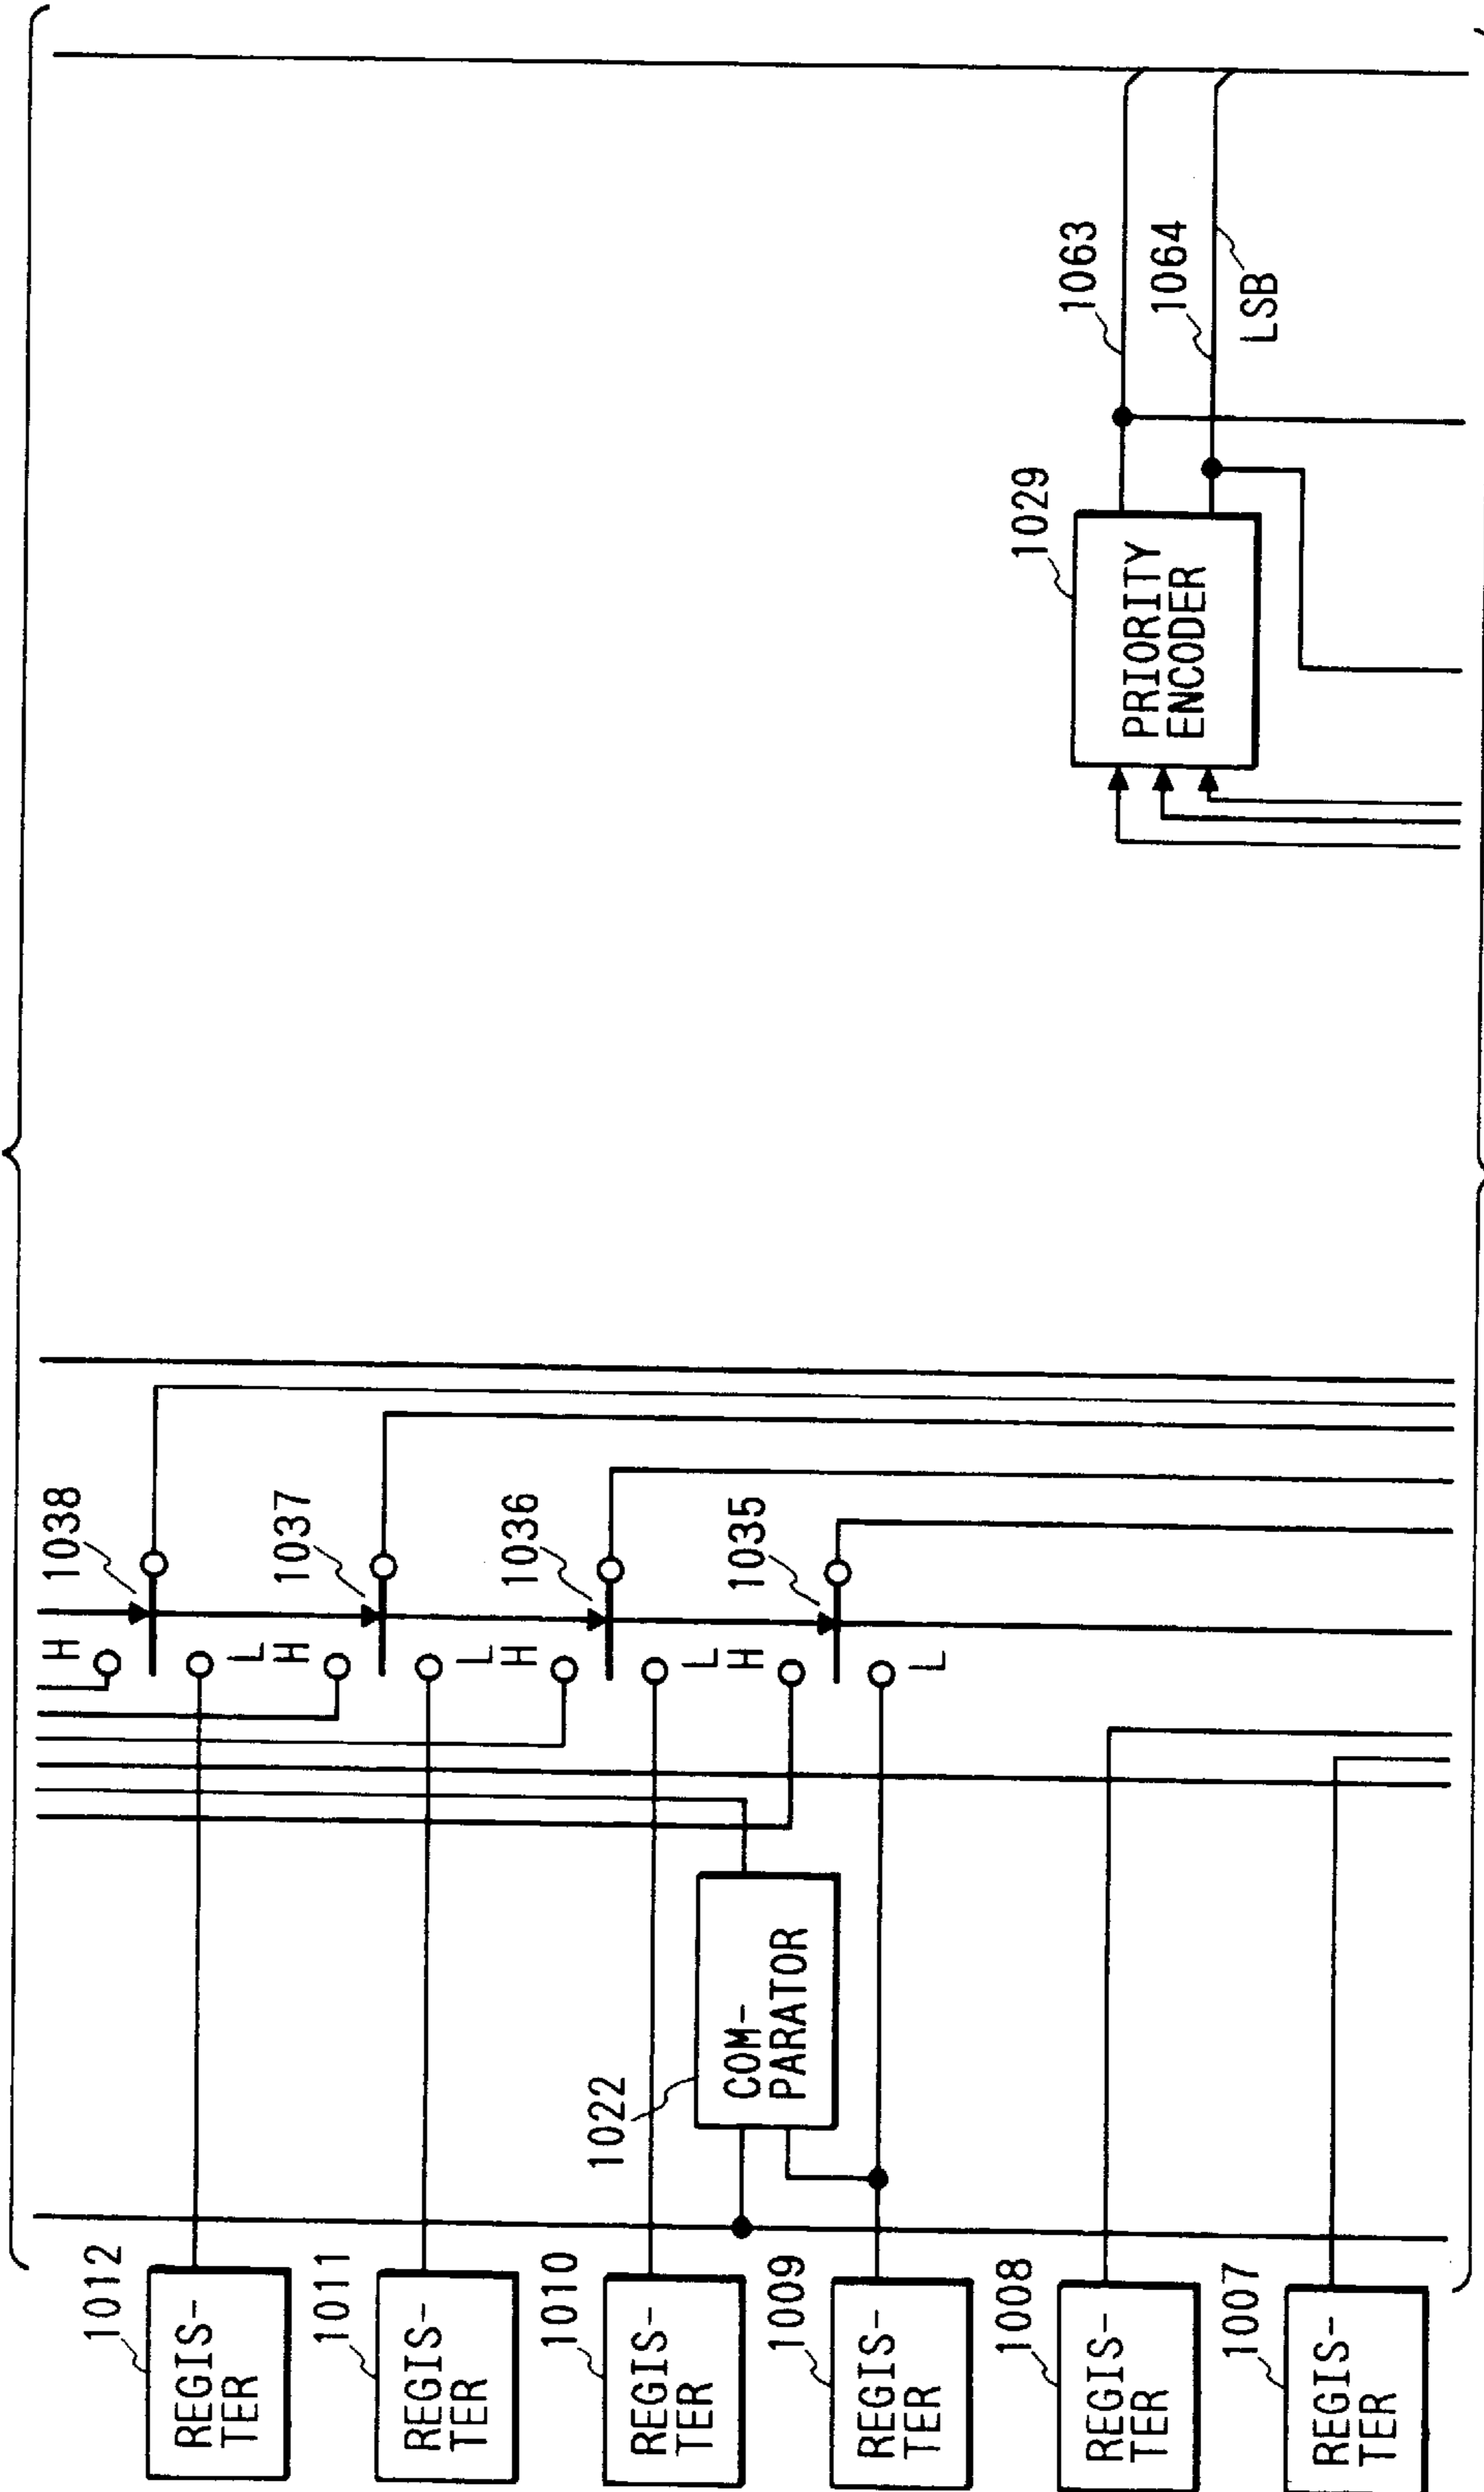 1012
REGIS-
TER
1011
REGIS-
TER
1010
REGIS-
TER
1009
REGIS-
TER
1008
REGIS-
TER
1007
REGIS-
TER
1022
COM-
PARATOR
H
1038
L
H
1037
L
H
1036
L
H
1035
L
1029
PRIORITY
ENCODER
1063
1064
LSB